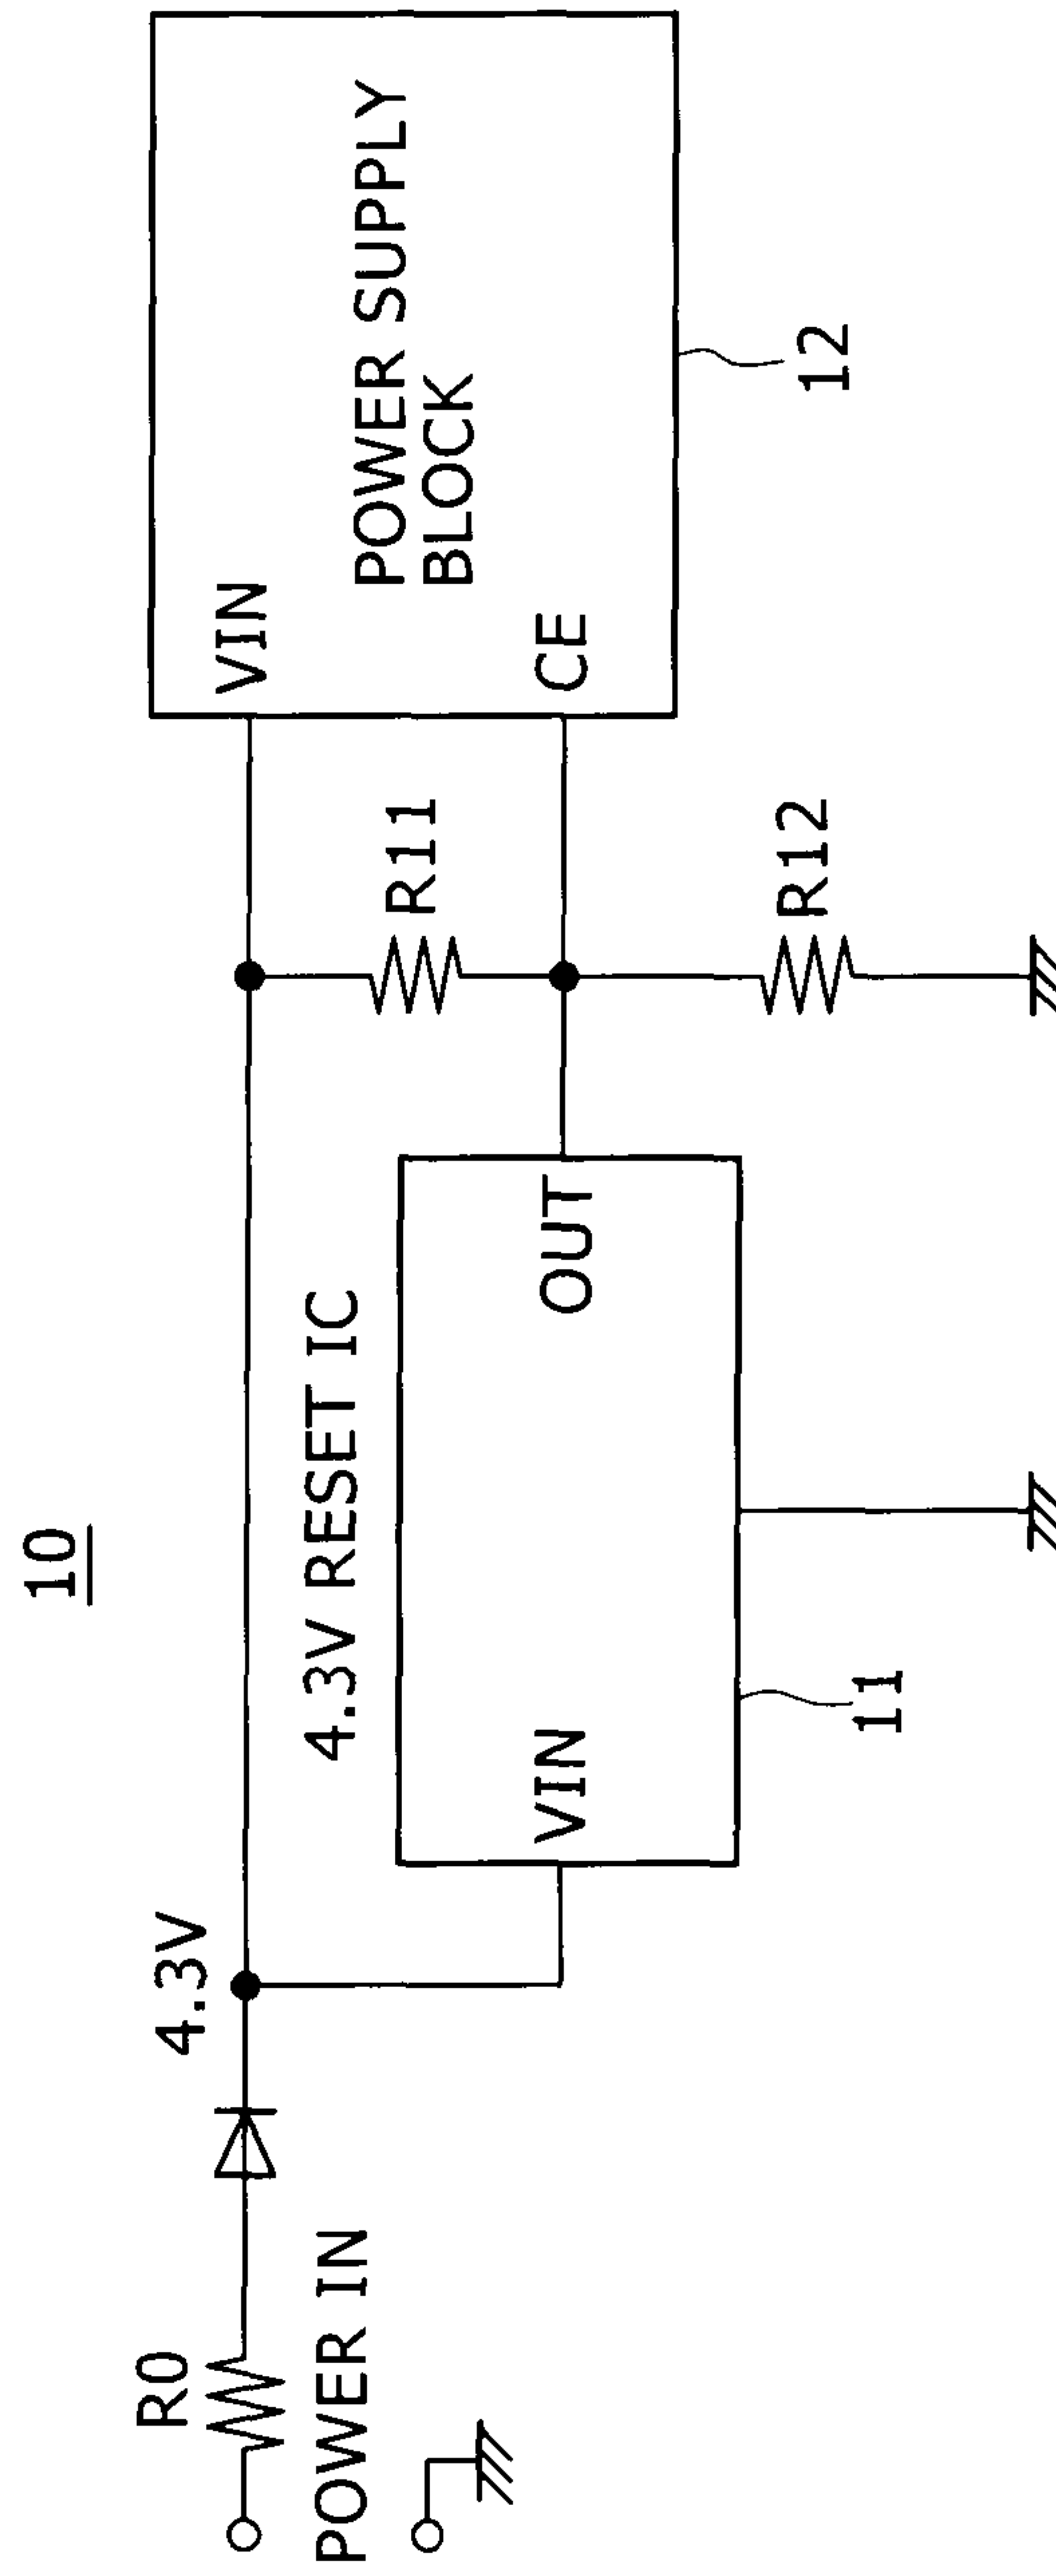 10
R0
POWER IN
4.3V
4.3V RESET IC
VIN
OUT
11
R11
R12
VIN
CE
POWER SUPPLY
BLOCK
12